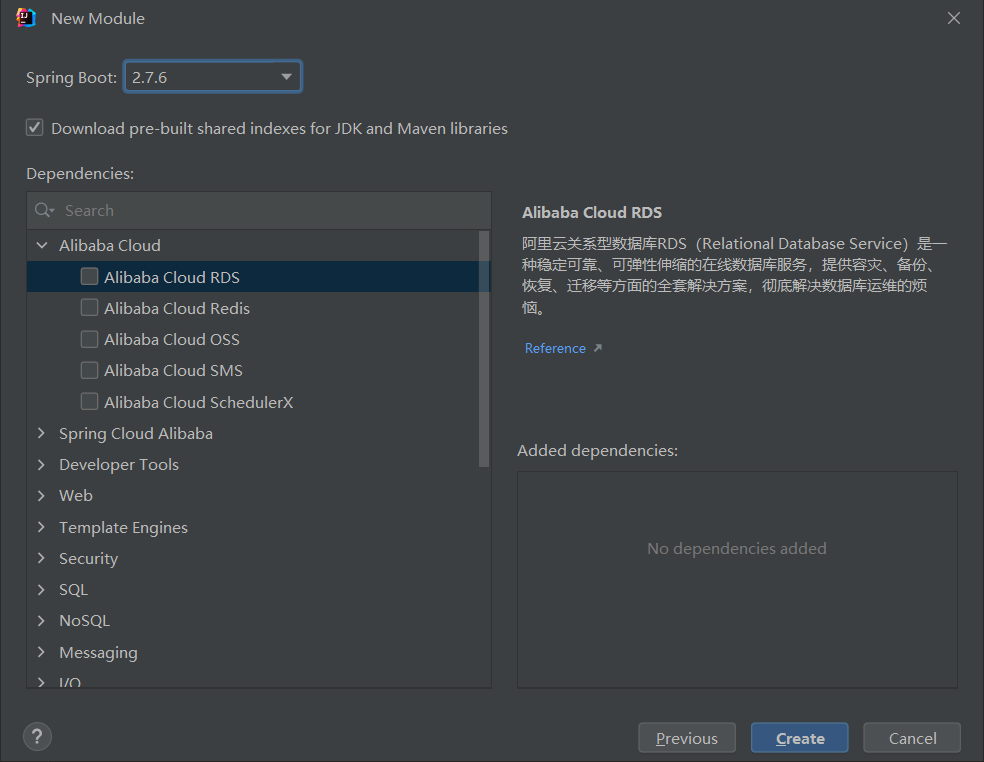 New Module
Spring Boot: 2.7.6
Download pre-built shared indexes for JDK and Maven libraries
Dependencies:
Search
Alibaba Cloud
Alibaba Cloud RDS
Alibaba Cloud Redis
Alibaba Cloud OSS
Alibaba Cloud SMS
Alibaba Cloud SchedulerX
Spring Cloud Alibaba
Developer Tools
Web
Template Engines
Security
SQL
NoSQL
Messaging
I/O
Alibaba Cloud RDS
阿里云关系型数据库RDS（Relational Database Service）是一
种稳定可靠、可弹性伸缩的在线数据库服务，提供容灾、备份、
恢复、迁移等方面的全套解决方案，彻底解决数据库运维的烦
恼。
Reference
Added dependencies:
No dependencies added
?
Previous
Create
Cancel